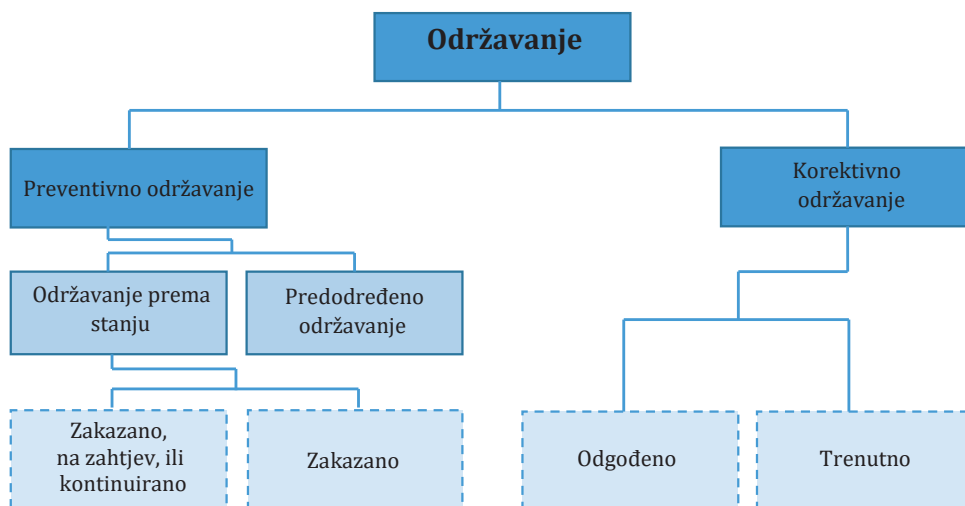 Održavanje
Preventivno održavanje
Korektivno
održavanje
Održavanje prema
stanju
Predodređeno
održavanje
Zakazano,
na zahtjev, ili
kontinuirano
Zakazano
Odgođeno
Trenutno